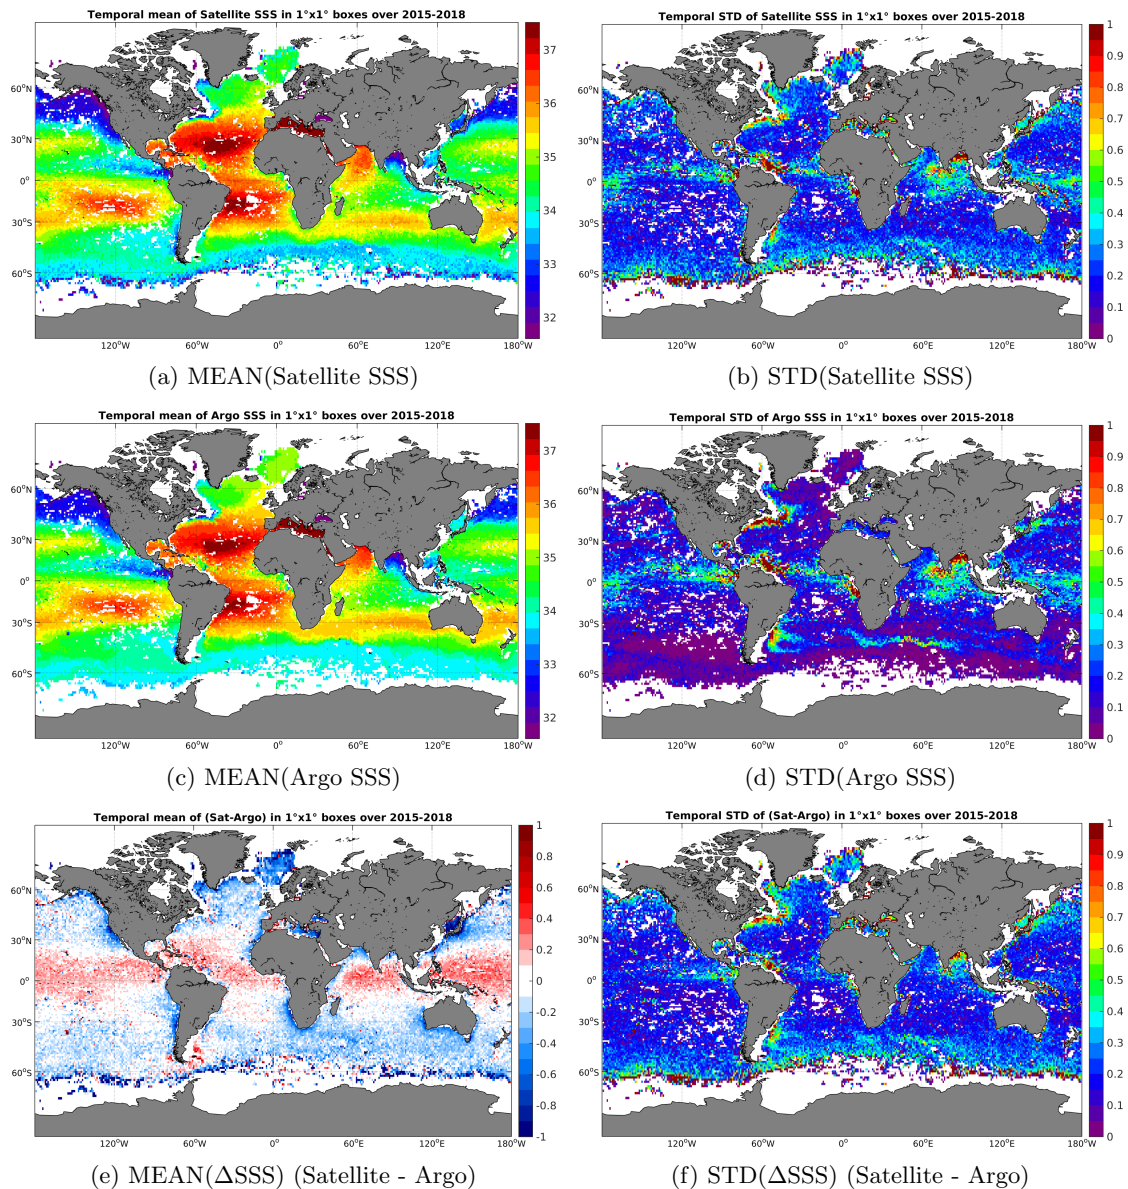 Temporal mean of Satellite SSS in 1°x1° boxes over 2015-2018
37
36
35
34
33
32
60°N
30°N
0°
30°S
60°S
120°W
60°W
0°
60°E
120°E
180°W
(a) MEAN(Satellite SSS)
Temporal STD of Satellite SSS in 1°x1° boxes over 2015-2018
1
0.9
0.8
0.7
0.6
0.5
0.4
0.3
0.2
0.1
0
60°N
30°N
0°
30°S
60°S
120°W
60°W
0°
60°E
120°E
180°W
(b) STD(Satellite SSS)
Temporal mean of Argo SSS in 1°x1° boxes over 2015-2018
37
36
35
34
33
32
60°N
30°N
0°
30°S
60°S
120°W
60°W
0°
60°E
120°E
180°W
(c) MEAN(Argo SSS)
Temporal STD of Argo SSS in 1°x1° boxes over 2015-2018
1
0.9
0.8
0.7
0.6
0.5
0.4
0.3
0.2
0.1
0
60°N
30°N
0°
30°S
60°S
120°W
60°W
0°
60°E
120°E
180°W
(d) STD(Argo SSS)
Temporal mean of (Sat-Argo) in 1°x1° boxes over 2015-2018
1
0.8
0.6
0.4
0.2
0.1
-0.1
-0.2
-0.4
-0.6
-0.8
-1
60°N
30°N
0°
30°S
60°S
120°W
60°W
0°
60°E
120°E
180°W
(e) MEAN(ΔSSS) (Satellite - Argo)
Temporal STD of (Sat-Argo) in 1°x1° boxes over 2015-2018
1
0.9
0.8
0.7
0.6
0.5
0.4
0.3
0.2
0.1
0
60°N
30°N
0°
30°S
60°S
120°W
60°W
0°
60°E
120°E
180°W
(f) STD(ΔSSS) (Satellite - Argo)